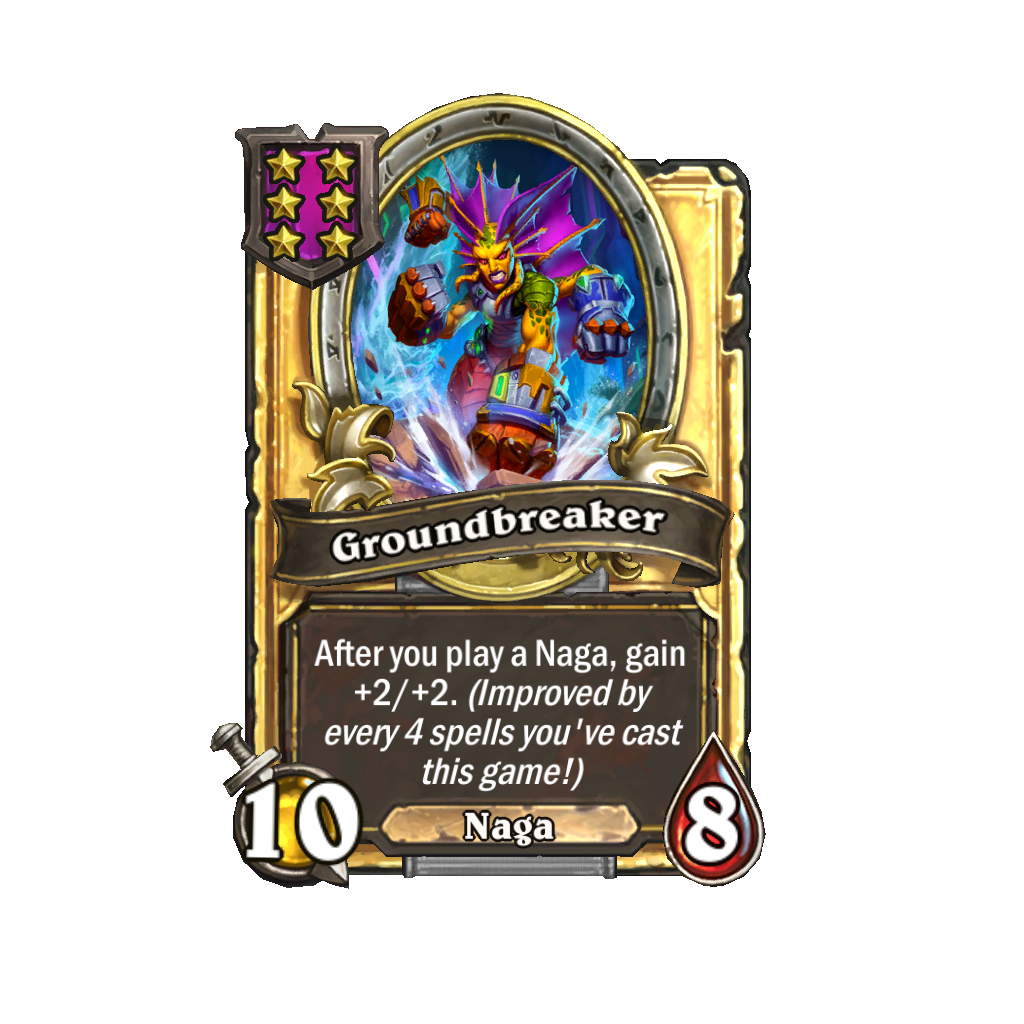 Groundbreaker
After you play a Naga, gain
+2/+2. (Improved by
every 4 spells you've cast
this game!)
10
Naga
8